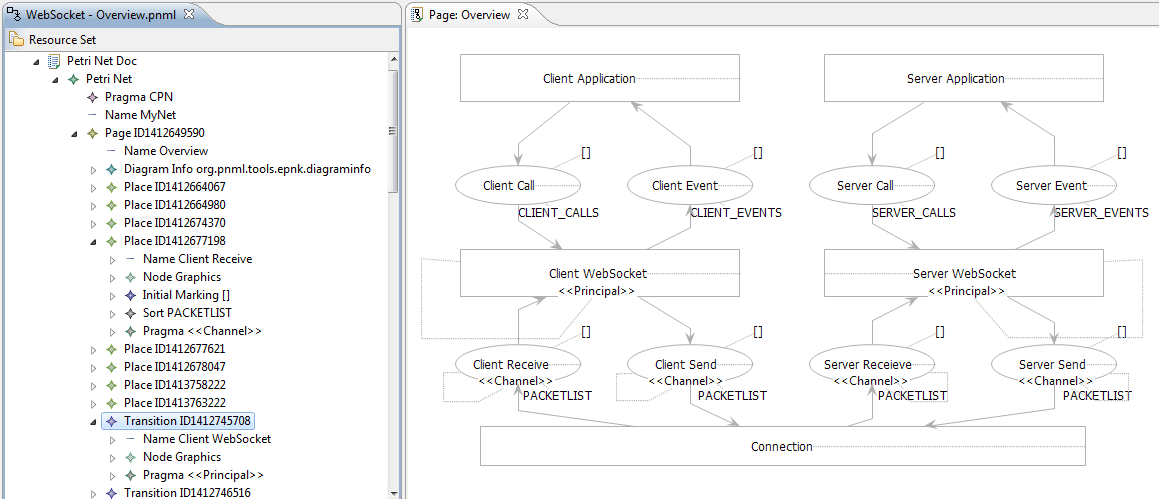 WebSocket - Overview.pnml
Resource Set
Petri Net Doc
Petri Net
Pragma CPN
Name MyNet
Page ID1412649590
Name Overview
Diagram Info org.pnml.tools.epnk.diagraminfo
Place ID1412664067
Place ID1412664980
Place ID1412674370
Place ID1412677198
Name Client Receive
Node Graphics
Initial Marking []
Sort PACKETLIST
Pragma <<Channel>>
Place ID1412677621
Place ID1412678047
Place ID1413758222
Place ID1413763222
Transition ID1412745708
Name Client WebSocket
Node Graphics
Pragma <<Principal>>
Transition ID1412746516
Page: Overview
Client Application
Server Application
[] [] [] []
Client Call
Client Event
Server Call
Server Event
CLIENT_CALLS
CLIENT_EVENTS
SERVER_CALLS
SERVER_EVENTS
Client WebSocket
<<Principal>>
Server WebSocket
<<Principal>>
[] [] [] []
Client Receive
<<Channel>>
PACKETLIST
Client Send
<<Channel>>
PACKETLIST
Server Receieve
<<Channel>>
PACKETLIST
Server Send
<<Channel>>
PACKETLIST
Connection